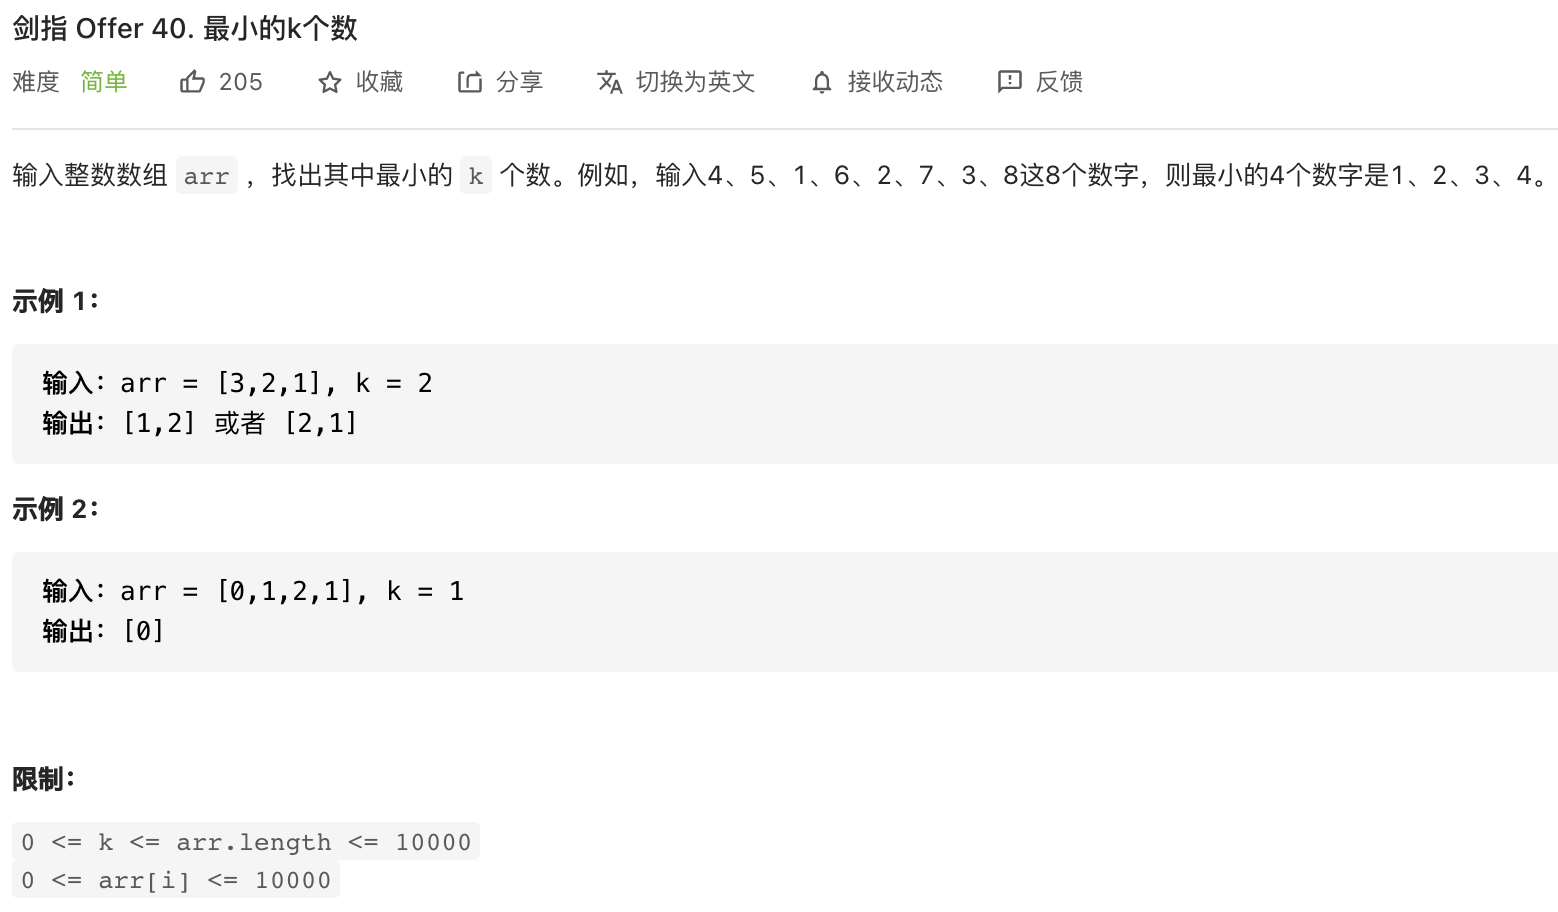 剑指 Offer 40. 最小的k个数
难度 简单 205 收藏 分享 切换为英文 接收动态 反馈
输入整数数组 arr ，找出其中最小的 k 个数。例如，输入4、5、1、6、2、7、3、8这8个数字，则最小的4个数字是1、2、3、4。
示例 1：
输入：arr = [3,2,1], k = 2
输出：[1,2] 或者 [2,1]
示例 2：
输入：arr = [0,1,2,1], k = 1
输出：[0]
限制：
0 <= k <= arr.length <= 10000
0 <= arr[i] <= 10000